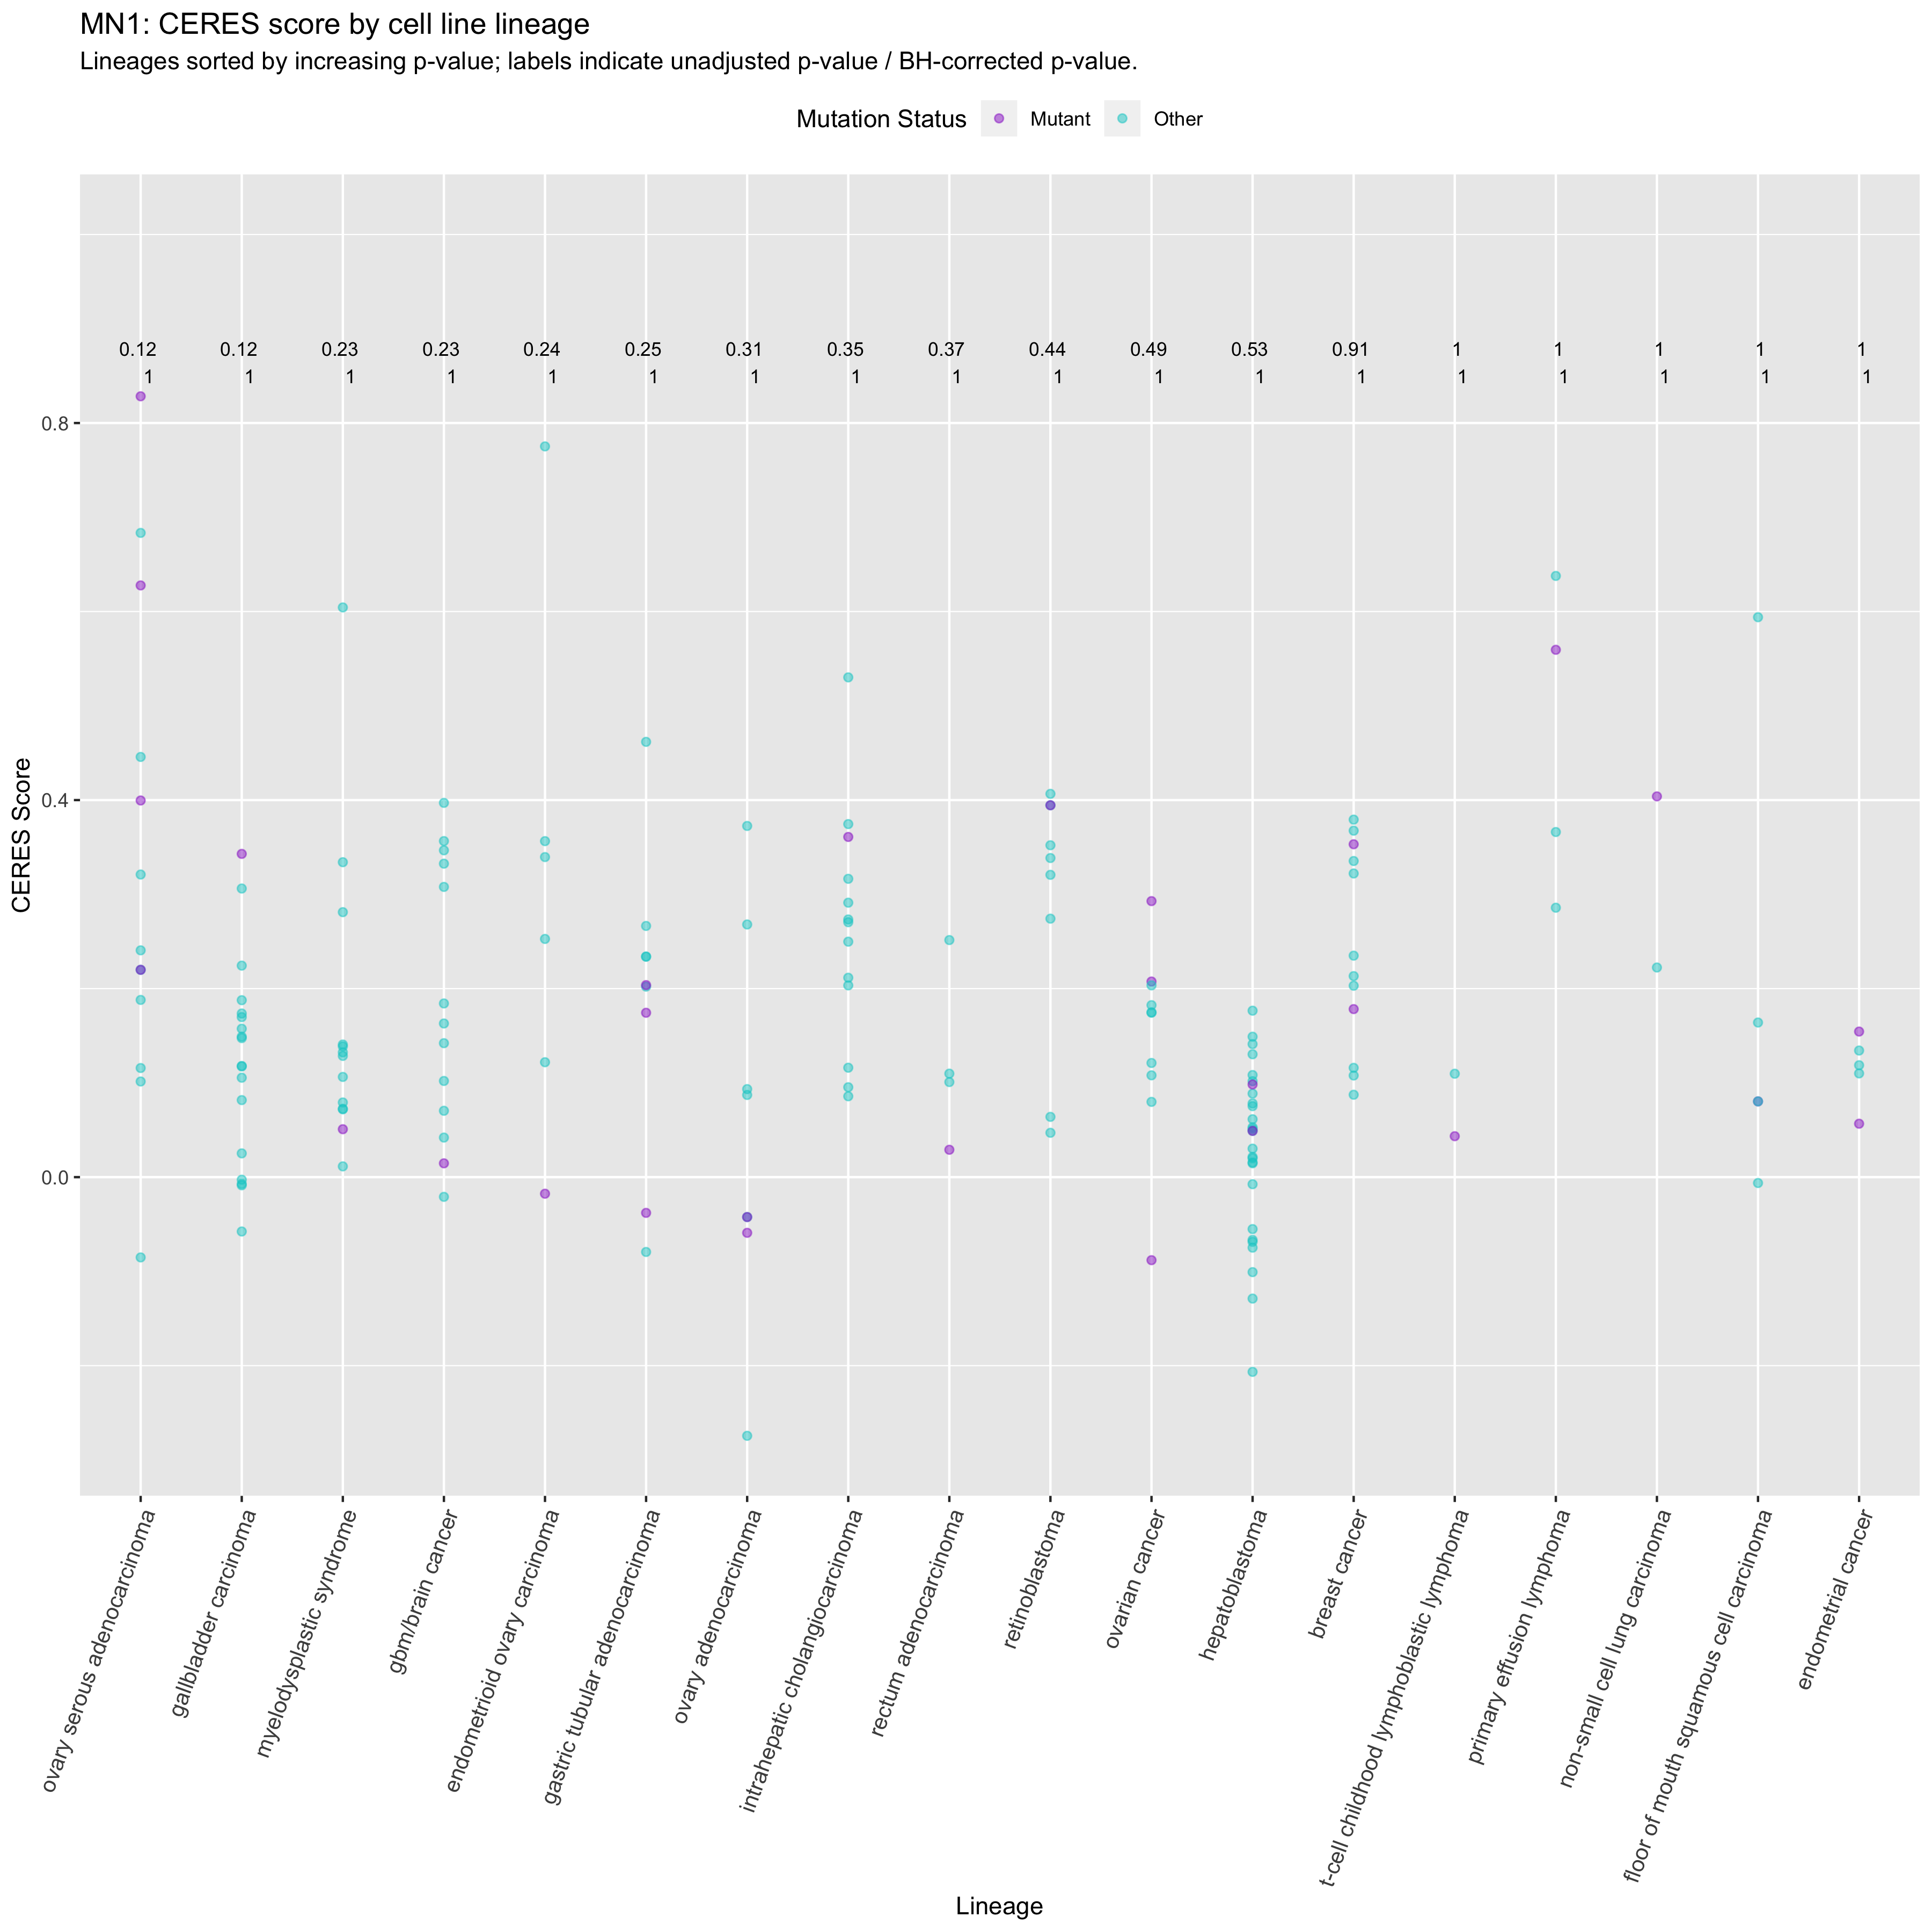 MN1: CERES score by cell line lineage
Lineages sorted by increasing p-value; labels indicate unadjusted p-value / BH-corrected p-value.
Mutation Status Mutant Other
0.12 0.12 0.23 0.23 0.24 0.25 0.31 0.35 0.37 0.44 0.49 0.53 0.91 1 1 1 1 1
1 1 1 1 1 1 1 1 1 1 1 1 1 1 1 1 1 1
0.8
0.4
0.0
CERES Score
ovary serous adenocarcinoma
gallbladder carcinoma
myelodysplastic syndrome
gbm/brain cancer
endometrioid ovary carcinoma
gastric tubular adenocarcinoma
ovary adenocarcinoma
intrahepatic cholangiocarcinoma
rectum adenocarcinoma
retinoblastoma
ovarian cancer
hepatoblastoma
breast cancer
t-cell childhood lymphoblastic lymphoma
primary effusion lymphoma
non-small cell lung carcinoma
floor of mouth squamous cell carcinoma
endometrial cancer
Lineage